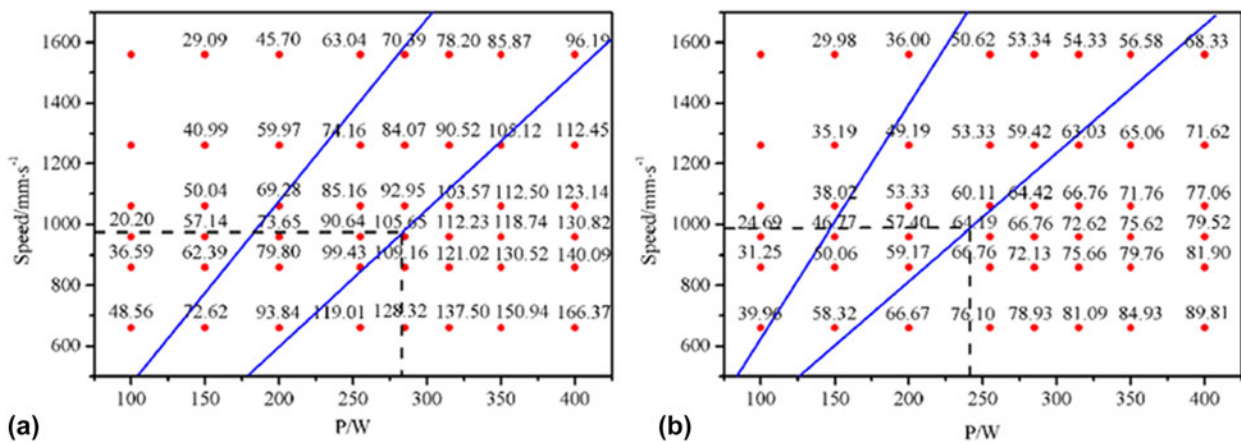 1600
29.09 45.70 63.04 70.39 78.20 85.87 96.19
1400
40.99 59.97 74.16 84.07 90.52 105.12 112.45
1200
50.04 69.28 85.16 92.95 103.57 112.50 123.14
1000
20.20 57.14 73.65 90.64 105.65 112.23 118.74 130.82
36.59 62.39 79.80 99.43 109.16 121.02 130.52 140.09
800
48.56 72.62 93.84 119.01 128.32 137.50 150.94 166.37
600
Speed/mm·s⁻¹
100 150 200 250 300 350 400
P/W
(a)
1600
29.98 36.00 50.62 53.34 54.33 56.58 68.33
1400
35.19 49.19 53.33 59.42 63.03 65.06 71.62
1200
38.02 53.33 60.11 64.42 66.76 71.76 77.06
1000
24.69 46.77 57.40 64.19 66.76 72.62 75.62 79.52
31.25 50.06 59.17 66.76 72.13 75.66 79.76 81.90
800
39.96 58.32 66.67 76.10 78.93 81.09 84.93 89.81
600
Speed/mm·s⁻¹
100 150 200 250 300 350 400
P/W
(b)